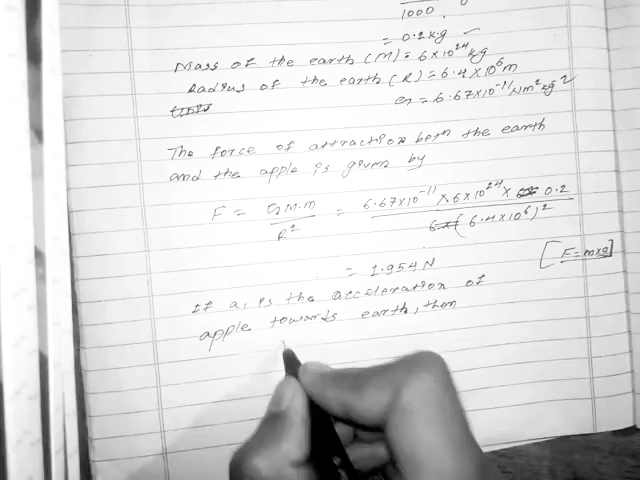 1000
= 0.2 kg
Mass of the earth (M) = 6×10²⁴ kg
Radius of the earth (R) = 6.4×10⁶m
G = 6.67×10⁻¹¹ Nm²kg⁻²
The force of attraction betn the earth
and the apple is given by
F = GM.m / R² = 6.67×10⁻¹¹ × 6×10²⁴ × 0.2 / (6.4×10⁶)²
= 1.954 N
[F=m×a]
If a, is the acceleration of
apple towards earth, then